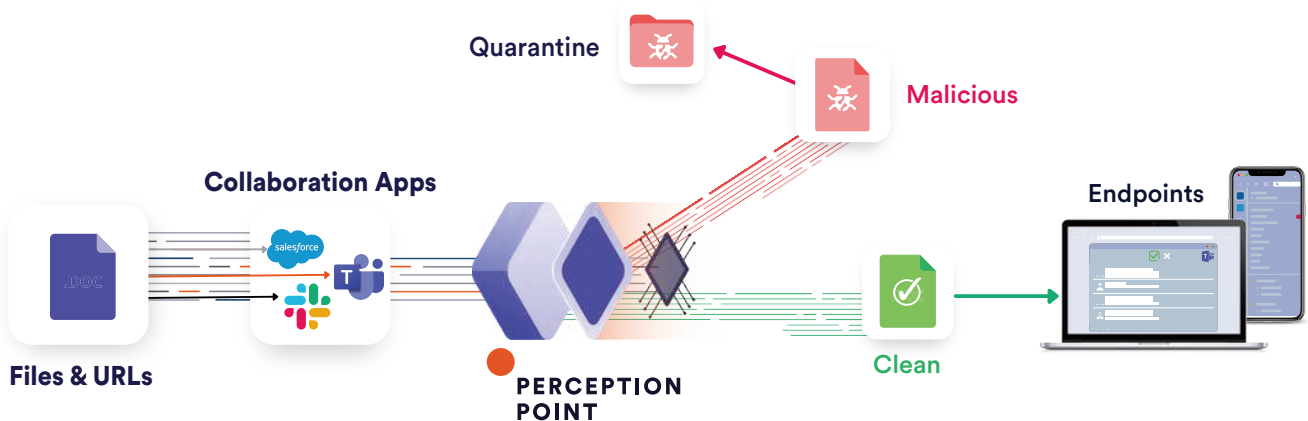 Quarantine
Malicious
Collaboration Apps
Endpoints
.DOC
salesforce
T
Files & URLs
PERCEPTION
POINT
Clean